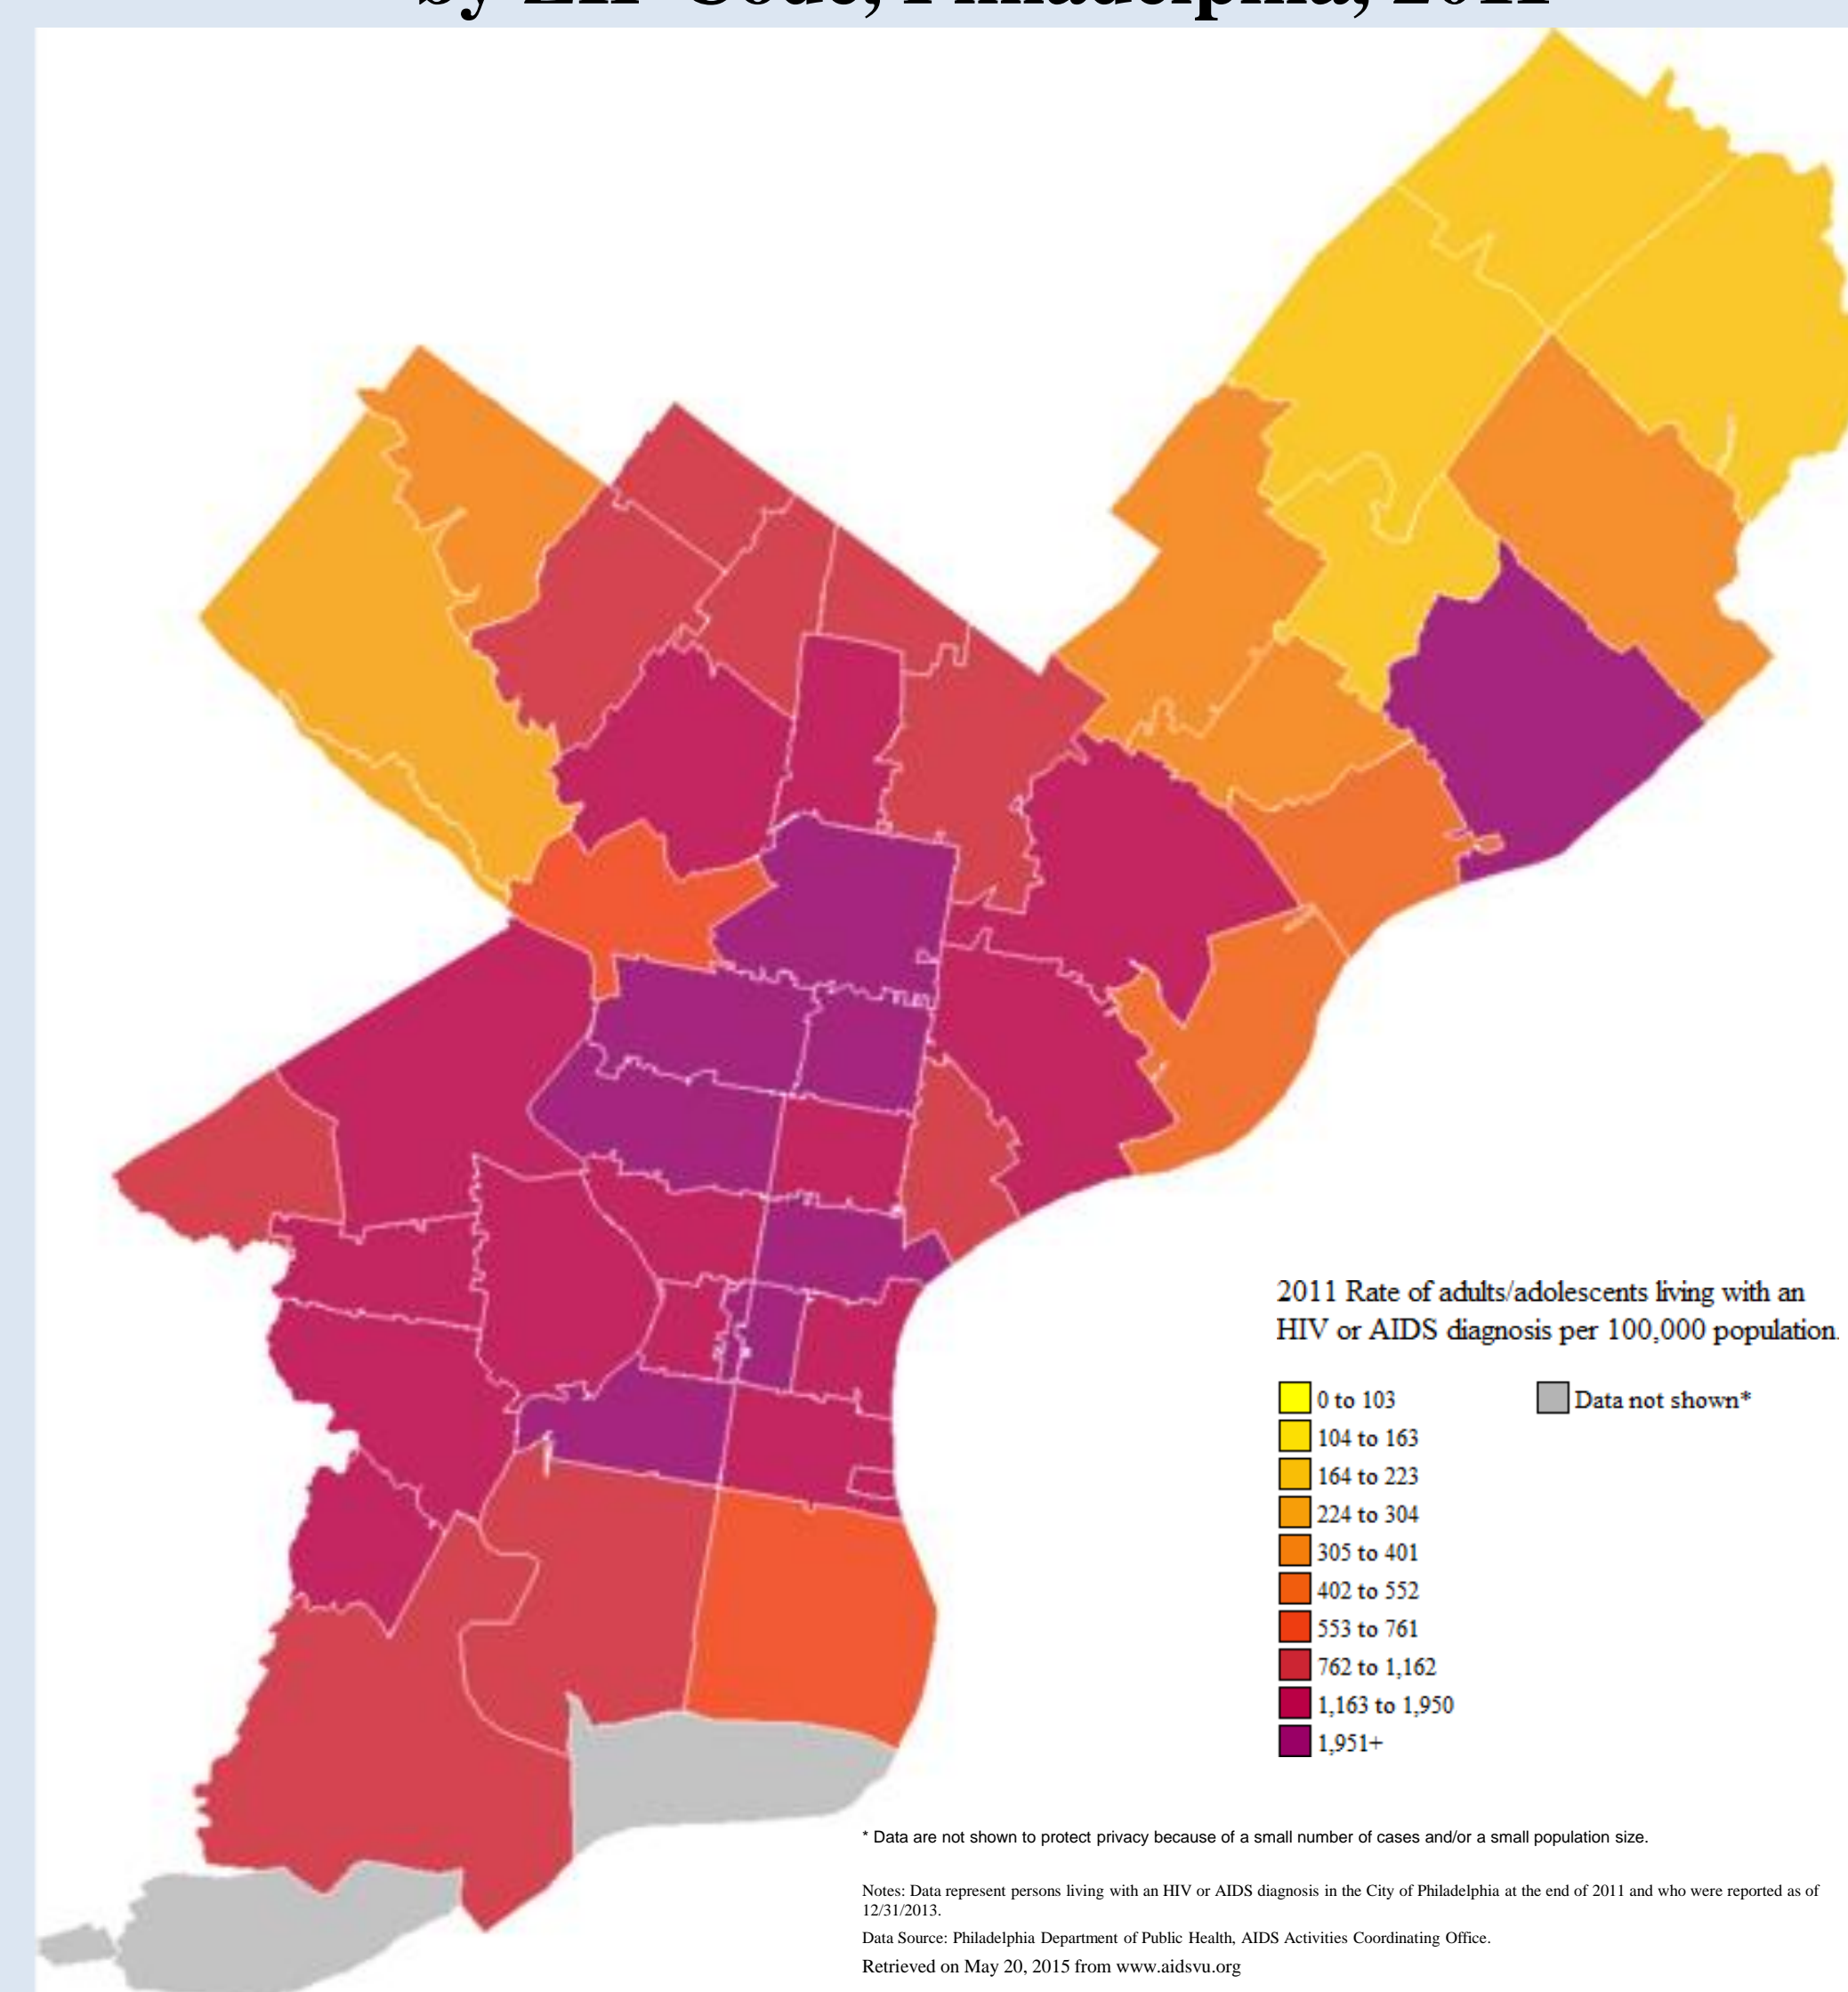 by ZIP Code, Philadelphia, 2011
2011 Rate of adults/adolescents living with an
HIV or AIDS diagnosis per 100,000 population.
0 to 103
Data not shown*
104 to 163
164 to 223
224 to 304
305 to 401
402 to 552
553 to 761
762 to 1,162
1,163 to 1,950
1,951+
* Data are not shown to protect privacy because of a small number of cases and/or a small population size.
Notes: Data represent persons living with an HIV or AIDS diagnosis in the City of Philadelphia at the end of 2011 and who were reported as of
12/31/2013.
Data Source: Philadelphia Department of Public Health, AIDS Activities Coordinating Office.
Retrieved on May 20, 2015 from www.aidsvu.org